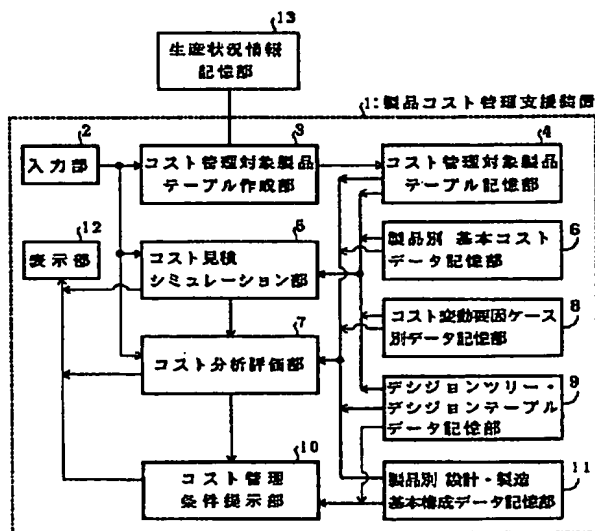 13
生産状況情報
記憶部
1:製品コスト管理支援装置
2
入力部
3
コスト管理対象製品
テーブル作成部
4
コスト管理対象製品
テーブル記憶部
12
表示部
5
コスト見積
シミュレーション部
6
製品別 基本コスト
データ記憶部
7
コスト分析評価部
8
コスト変動要因ケース
別データ記憶部
9
デシジョンツリー・
デシジョンテーブル
データ記憶部
10
コスト管理
条件提示部
11
製品別 設計・製造
基本構成データ記憶部